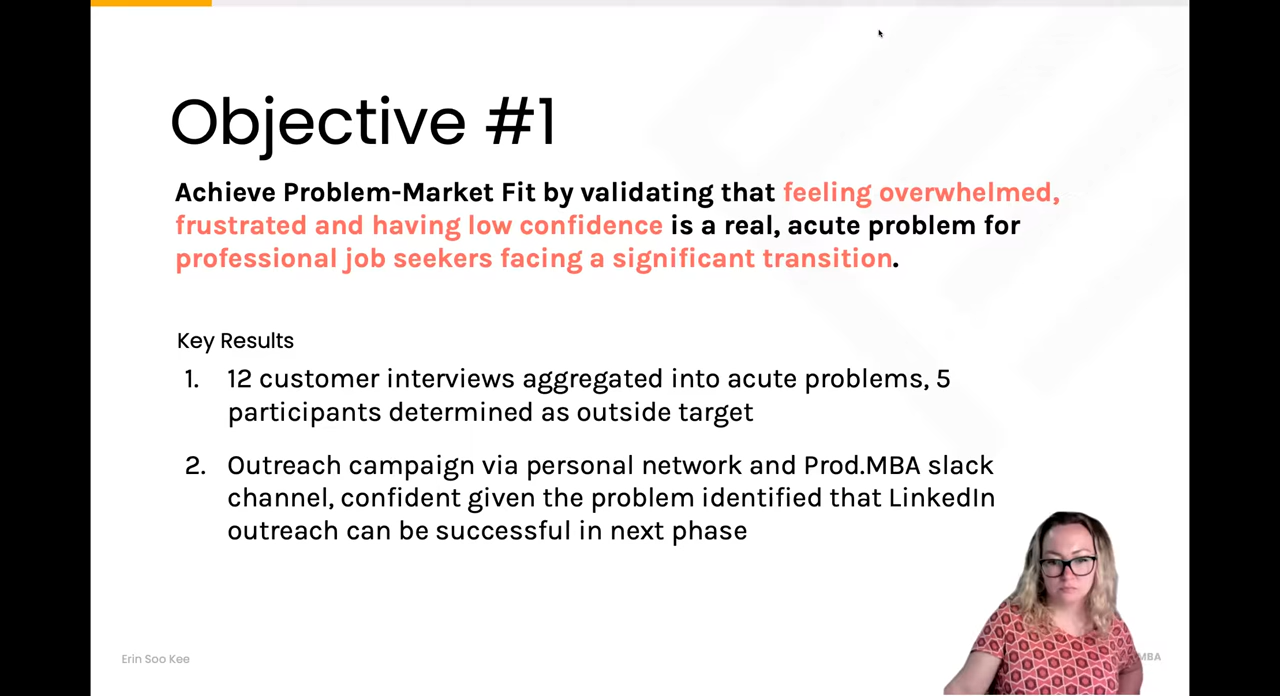 Objective #1
Achieve Problem-Market Fit by validating that feeling overwhelmed,
frustrated and having low confidence is a real, acute problem for
professional job seekers facing a significant transition.
Key Results
1. 12 customer interviews aggregated into acute problems, 5
participants determined as outside target
2. Outreach campaign via personal network and Prod.MBA slack
channel, confident given the problem identified that LinkedIn
outreach can be successful in next phase
Erin Soo Kee
MBA